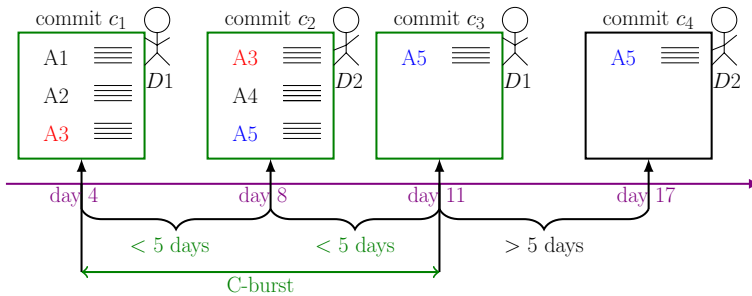 commit c1 commit c2 commit c3 commit c4
A1 A3 A5 A5
D1 D2 D1 D2
A2 A4
A3 A5
day 4 day 8 day 11 day 17
< 5 days < 5 days > 5 days
C-burst